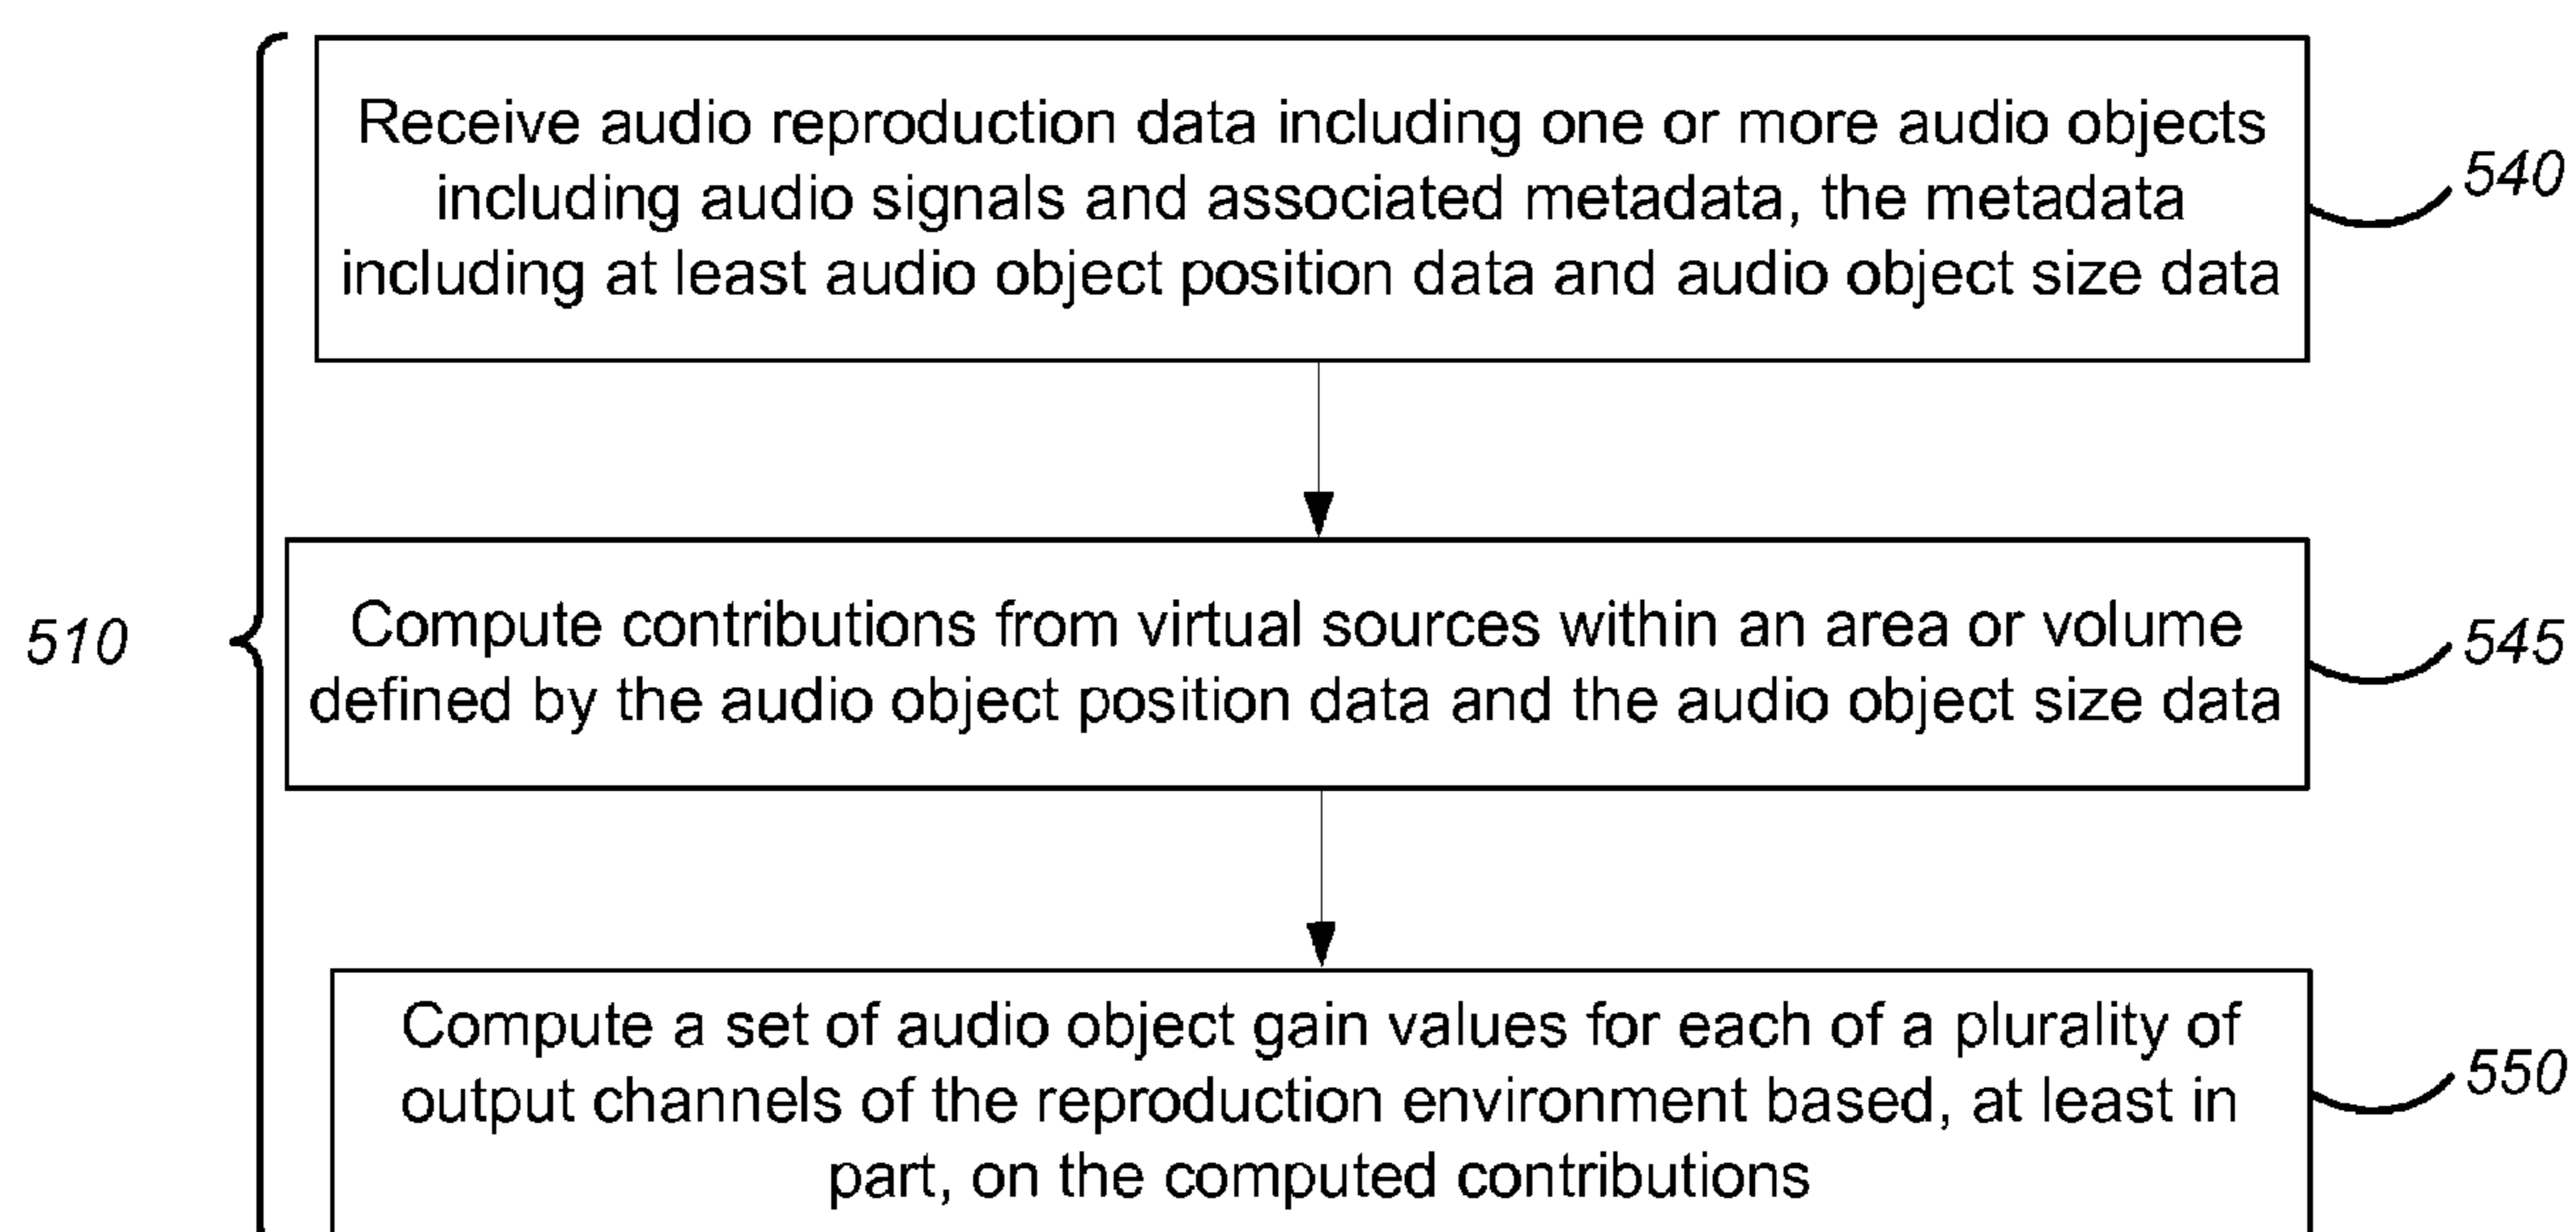 Receive audio reproduction data including one or more audio objects
including audio signals and associated metadata, the metadata
including at least audio object position data and audio object size data
540
510
Compute contributions from virtual sources within an area or volume
defined by the audio object position data and the audio object size data
545
Compute a set of audio object gain values for each of a plurality of
output channels of the reproduction environment based, at least in
part, on the computed contributions
550